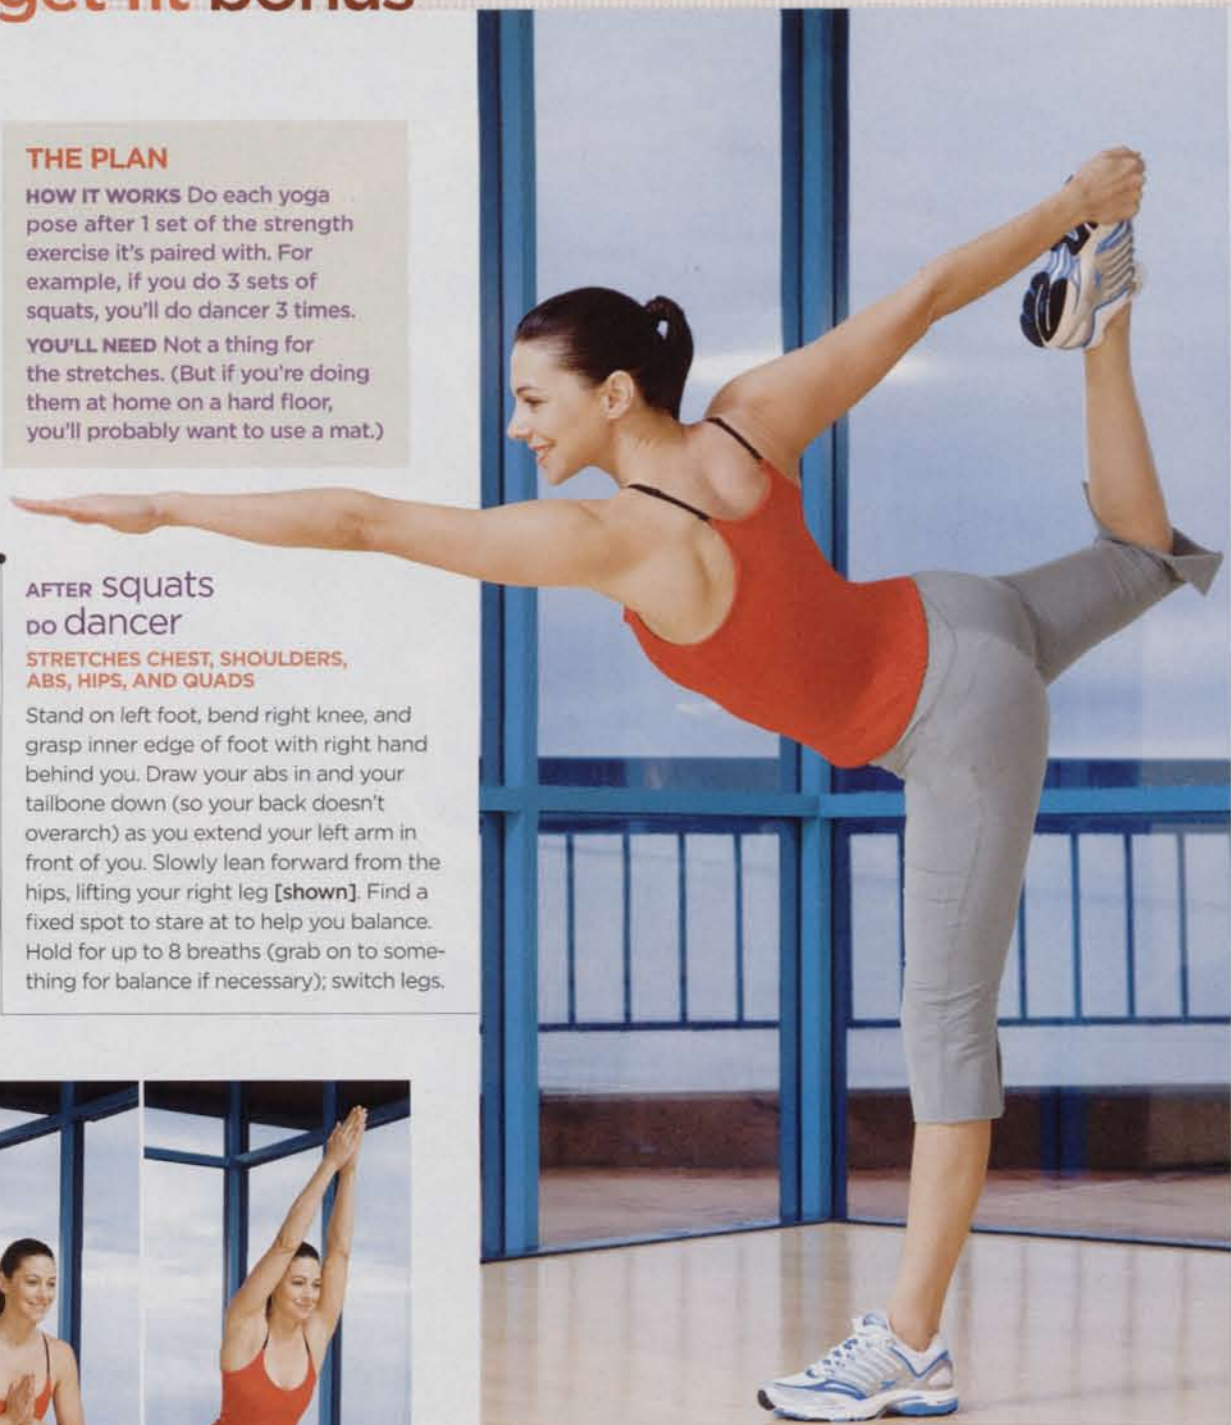 get fit bonus
THE PLAN
HOW IT WORKS Do each yoga
pose after 1 set of the strength
exercise it's paired with. For
example, if you do 3 sets of
squats, you'll do dancer 3 times.
YOU'LL NEED Not a thing for
the stretches. (But if you're doing
them at home on a hard floor,
you'll probably want to use a mat.)
AFTER squats
DO dancer
STRETCHES CHEST, SHOULDERS,
ABS, HIPS, AND QUADS
Stand on left foot, bend right knee, and
grasp inner edge of foot with right hand
behind you. Draw your abs in and your
tailbone down (so your back doesn't
overarch) as you extend your left arm in
front of you. Slowly lean forward from the
hips, lifting your right leg [shown]. Find a
fixed spot to stare at to help you balance.
Hold for up to 8 breaths (grab on to some-
thing for balance if necessary); switch legs.